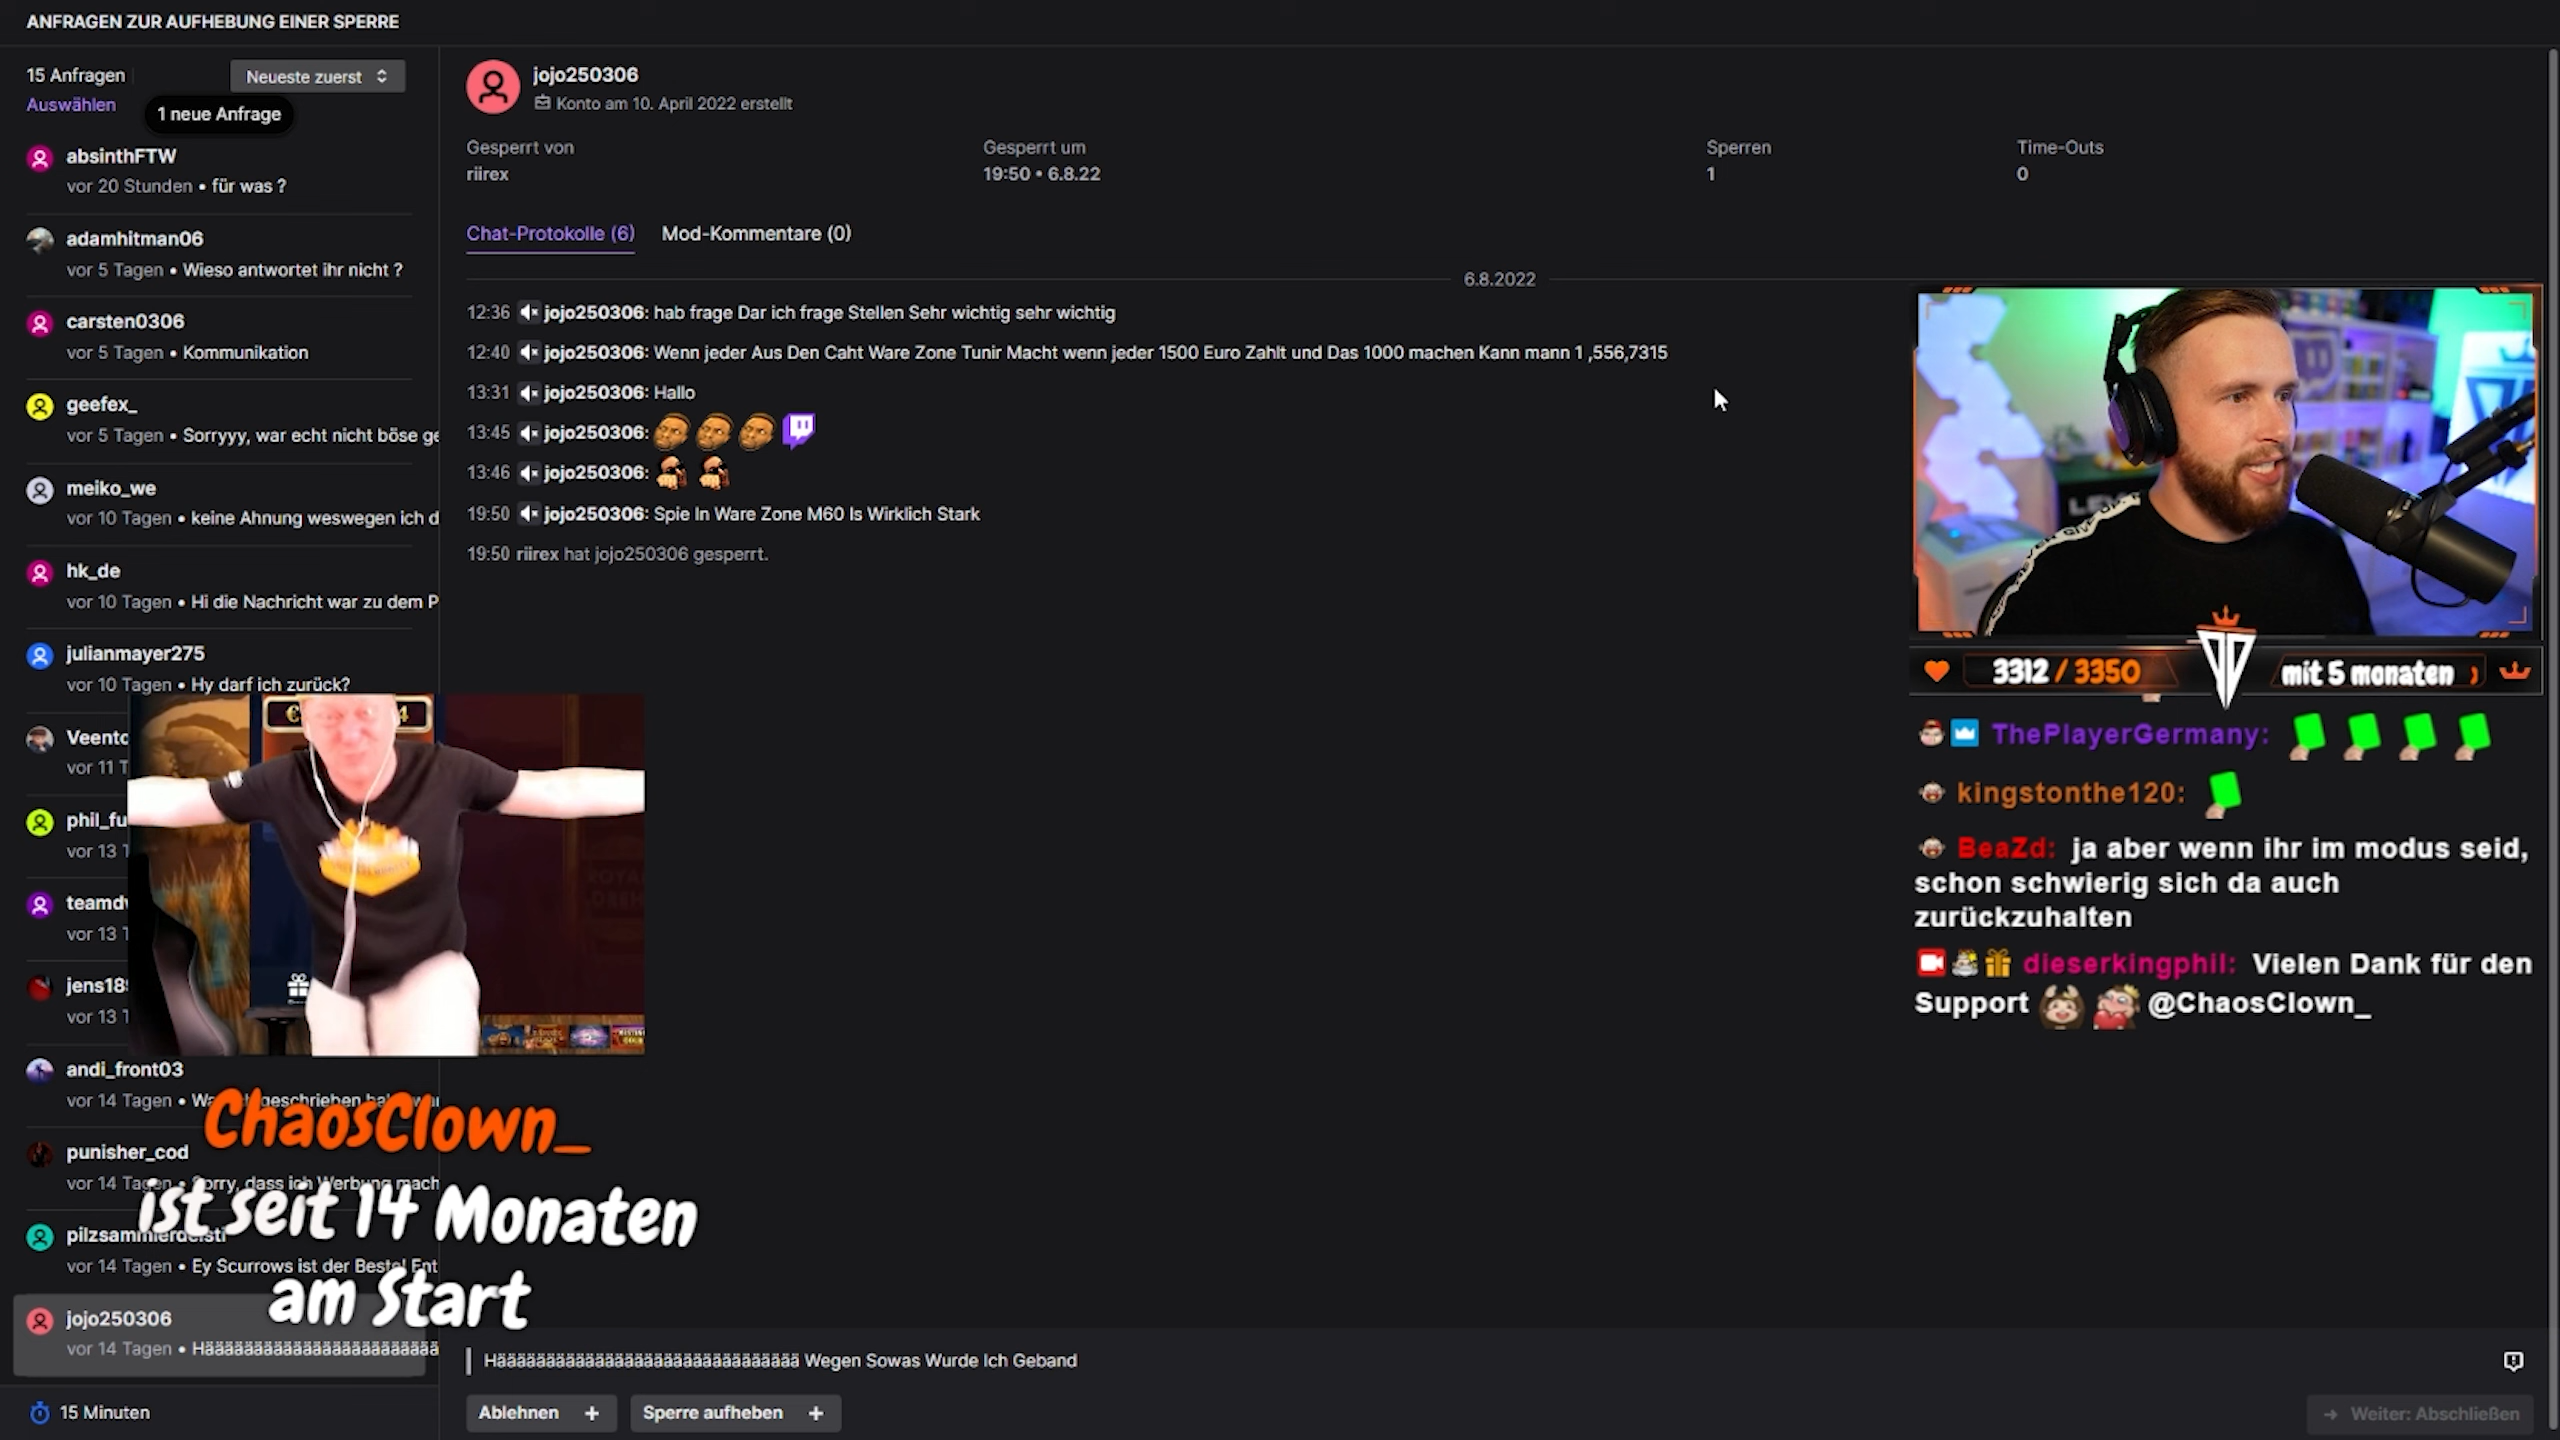 ANFRAGEN ZUR AUFHEBUNG EINER SPERRE
15 Anfragen
Neueste zuerst
Auswählen
1 neue Anfrage
absinthFTW
vor 20 Stunden • für was ?
adamhitman06
vor 5 Tagen • Wieso antwortet ihr nicht ?
carsten0306
vor 5 Tagen • Kommunikation
geefex_
vor 5 Tagen • Sorryyy, war echt nicht böse ge
meiko_we
vor 10 Tagen • keine Ahnung weswegen ich d
hk_de
vor 10 Tagen • Hi die Nachricht war zu dem P
julianmayer275
vor 10 Tagen • Hy darf ich zurück?
Veento
vor 11 T
phil_fu
vor 13 T
teamd
vor 13 T
jens18
vor 13 T
andi_front03
vor 14 Tagen • geschrieben
punisher_cod
vor 14 Tagen • Sorry, dass ich Werbung mach
vor 14 Tagen • Ey Scurrows ist der Beste! Ent
jojo250306
vor 14 Tagen • Hääääääääääääääääääääääää
15 Minuten
ChaosClown_
ist seit 14 Monaten
am Start
jojo250306
Konto am 10. April 2022 erstellt
Gesperrt von
riirex
Gesperrt um
19:50 • 6.8.22
Sperren
1
Time-Outs
0
Chat-Protokolle (6)
Mod-Kommentare (0)
6.8.2022
12:36 jojo250306: hab frage Dar ich frage Stellen Sehr wichtig sehr wichtig
12:40 jojo250306: Wenn jeder Aus Den Caht Ware Zone Tunir Macht wenn jeder 1500 Euro Zahlt und Das 1000 machen Kann mann 1 ,556,7315
13:31 jojo250306: Hallo
13:45 jojo250306:
13:46 jojo250306:
19:50 jojo250306: Spie In Ware Zone M60 Is Wirklich Stark
19:50 riirex hat jojo250306 gesperrt.
Hääääääääääääääääääääääääääääääää Wegen Sowas Wurde Ich Geband
Ablehnen +
Sperre aufheben +
Weiter: Abschließen
3312 / 3350
mit 5 monaten
ThePlayerGermany:
kingstonthe120:
BeaZd: ja aber wenn ihr im modus seid,
schon schwierig sich da auch
zurückzuhalten
dieserkingphil: Vielen Dank für den
Support @ChaosClown_